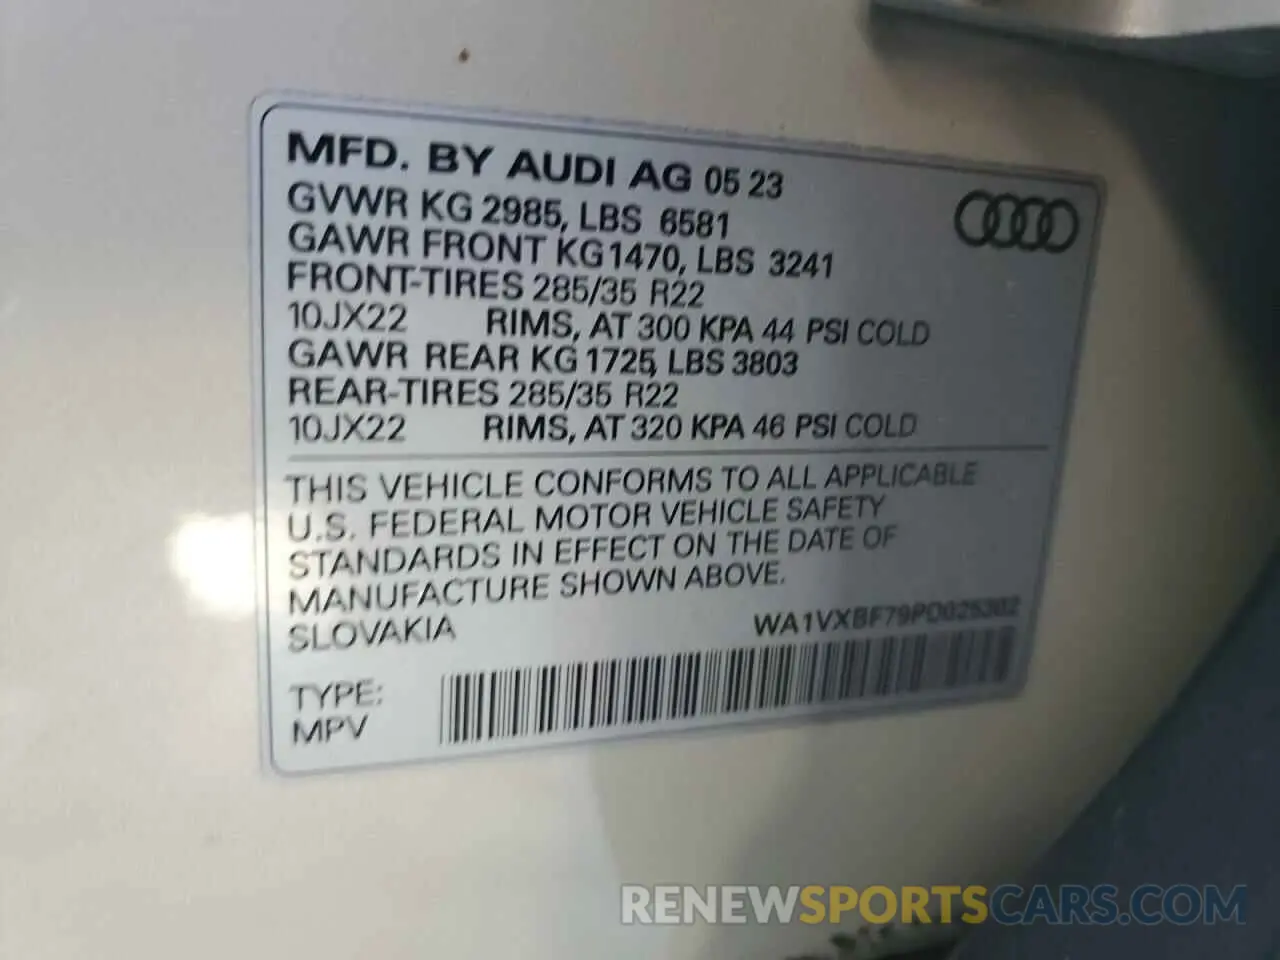 MFD. BY AUDI AG 05 23
GVWR KG 2985, LBS 6581
GAWR FRONT KG 1470, LBS 3241
FRONT-TIRES 285/35 R22
10JX22 RIMS, AT 300 KPA 44 PSI COLD
GAWR REAR KG 1725, LBS 3803
REAR-TIRES 285/35 R22
10JX22 RIMS, AT 320 KPA 46 PSI COLD
THIS VEHICLE CONFORMS TO ALL APPLICABLE
U.S. FEDERAL MOTOR VEHICLE SAFETY
STANDARDS IN EFFECT ON THE DATE OF
MANUFACTURE SHOWN ABOVE.
SLOVAKIA
WA1VXBF79PD025302
TYPE:
MPV
RENEWSPORTSCARS.COM